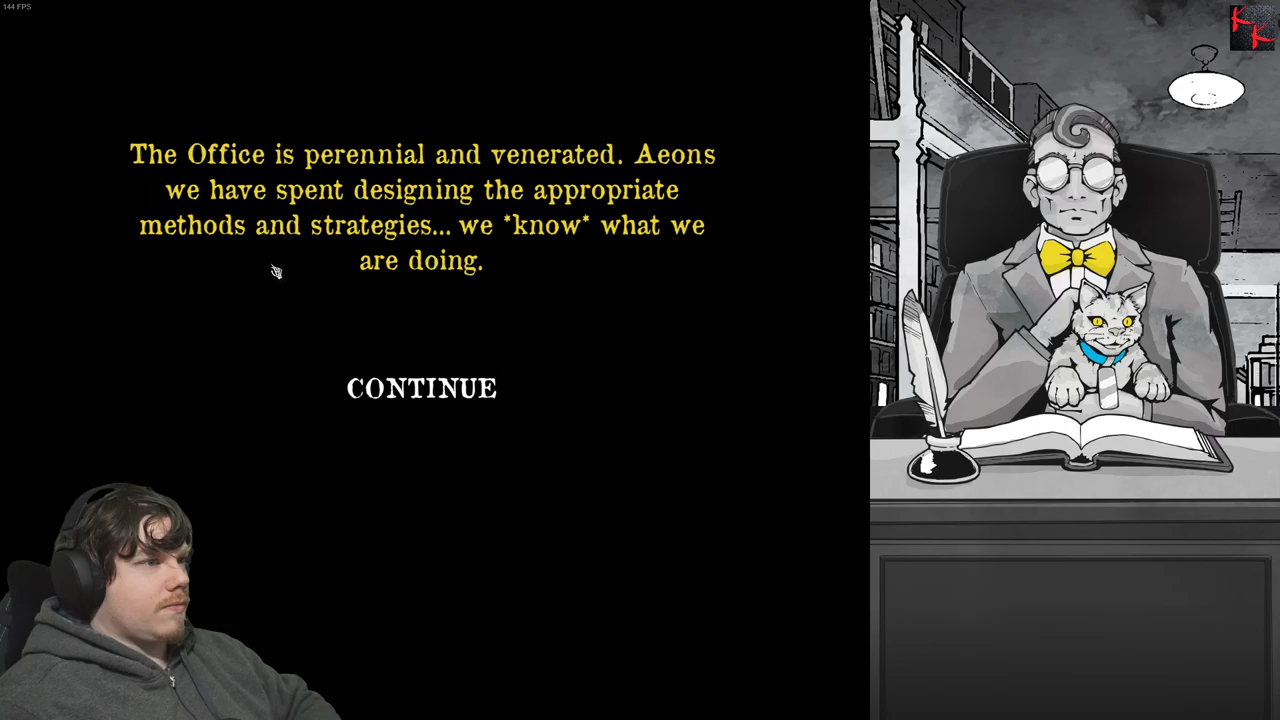 144 FPS
K
K
The Office is perennial and venerated. Aeons
we have spent designing the appropriate
methods and strategies... we *know* what we
are doing.
CONTINUE